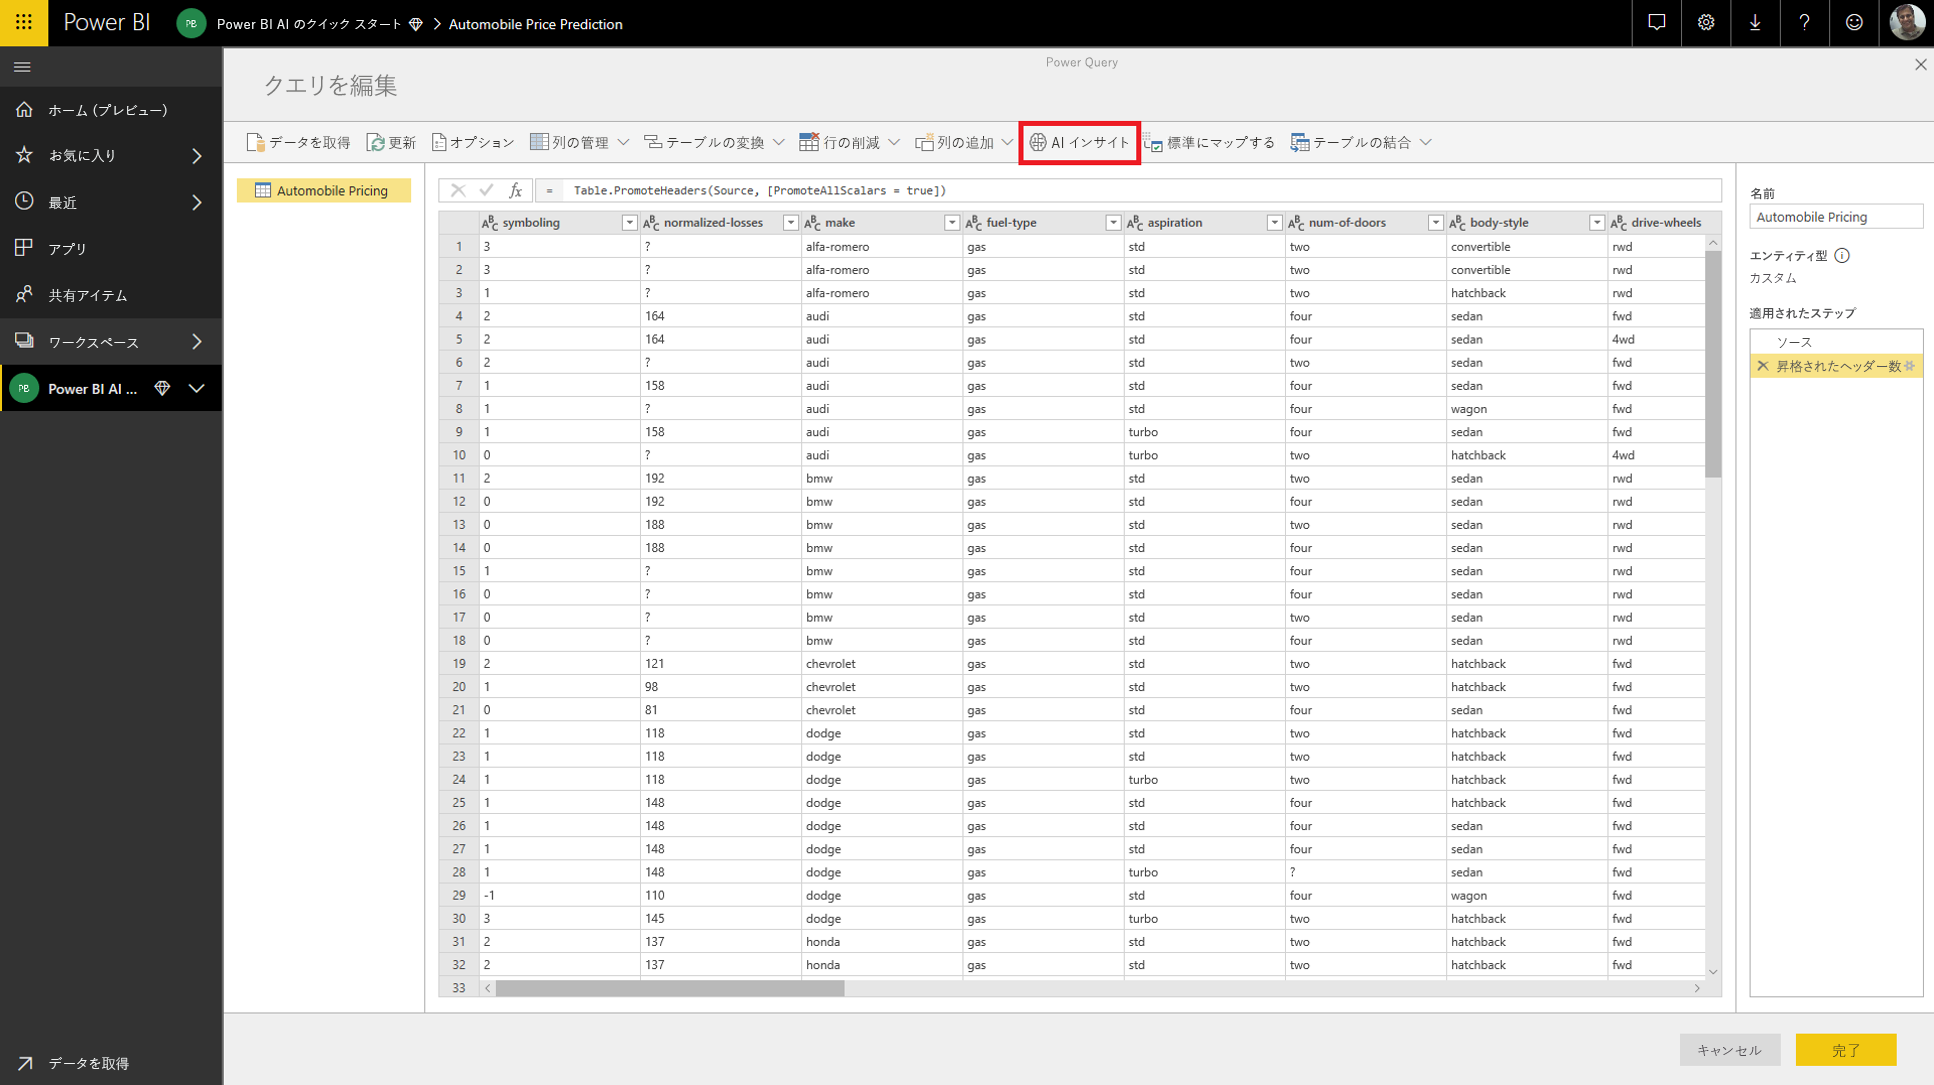 Power BI PB Power BI AI のクイック スタート > Automobile Price Prediction ?
Power Query
クエリを編集
ホーム (プレビュー)
お気に入り
最近
アプリ
共有アイテム
ワークスペース
PB Power BI AI ...
データを取得
データを取得 更新 オプション 列の管理 テーブルの変換 行の削減 列の追加 AI インサイト 標準にマップする テーブルの結合
Automobile Pricing
fx = Table.PromoteHeaders(Source, [PromoteAllScalars = true])
ABC symboling ABC normalized-losses ABC make ABC fuel-type ABC aspiration ABC num-of-doors ABC body-style ABC drive-wheels
1 3 ? alfa-romero gas std two convertible rwd
2 3 ? alfa-romero gas std two convertible rwd
3 1 ? alfa-romero gas std two hatchback rwd
4 2 164 audi gas std four sedan fwd
5 2 164 audi gas std four sedan 4wd
6 2 ? audi gas std two sedan fwd
7 1 158 audi gas std four sedan fwd
8 1 ? audi gas std four wagon fwd
9 1 158 audi gas turbo four sedan fwd
10 0 ? audi gas turbo two hatchback 4wd
11 2 192 bmw gas std two sedan rwd
12 0 192 bmw gas std four sedan rwd
13 0 188 bmw gas std two sedan rwd
14 0 188 bmw gas std four sedan rwd
15 1 ? bmw gas std four sedan rwd
16 0 ? bmw gas std four sedan rwd
17 0 ? bmw gas std two sedan rwd
18 0 ? bmw gas std four sedan rwd
19 2 121 chevrolet gas std two hatchback fwd
20 1 98 chevrolet gas std two hatchback fwd
21 0 81 chevrolet gas std four sedan fwd
22 1 118 dodge gas std two hatchback fwd
23 1 118 dodge gas std two hatchback fwd
24 1 118 dodge gas turbo two hatchback fwd
25 1 148 dodge gas std four hatchback fwd
26 1 148 dodge gas std four sedan fwd
27 1 148 dodge gas std four sedan fwd
28 1 148 dodge gas turbo ? sedan fwd
29 -1 110 dodge gas std four wagon fwd
30 3 145 dodge gas turbo two hatchback fwd
31 2 137 honda gas std two hatchback fwd
32 2 137 honda gas std two hatchback fwd
33
名前
Automobile Pricing
エンティティ型
カスタム
適用されたステップ
ソース
昇格されたヘッダー数
キャンセル 完了